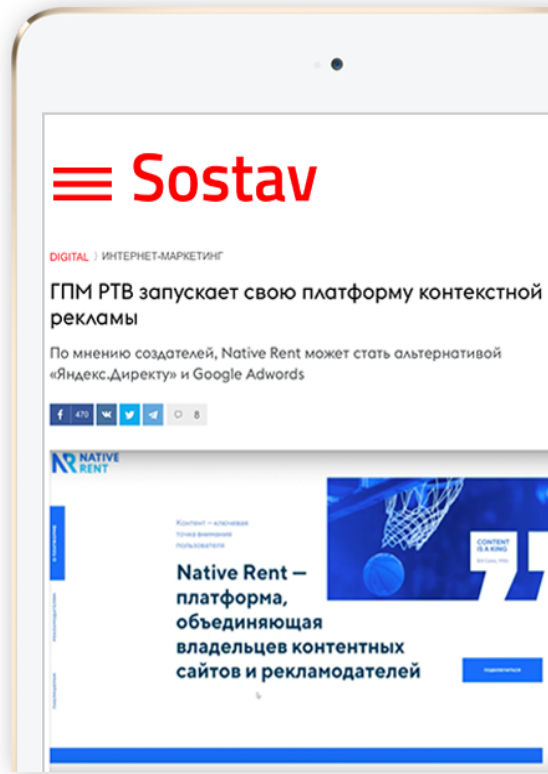 Sostav
DIGITAL 〉 ИНТЕРНЕТ-МАРКЕТИНГ
ГПМ РТВ запускает свою платформу контекстной
рекламы
По мнению создателей, Native Rent может стать альтернативой
«Яндекс.Директу» и Google Adwords
470
8
NATIVE
RENT
Контент — ключевая
точка внимания
пользователя
CONTENT
IS A KING
Native Rent —
платформа,
объединяющая
владельцев контентных
сайтов и рекламодателей
ПОДКЛЮЧИТЬСЯ